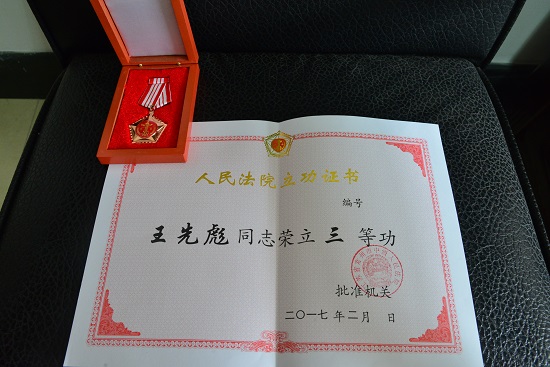 人民法院立功证书
编号
王先彪同志荣立三等功
批准机关
二〇一七年二月 日